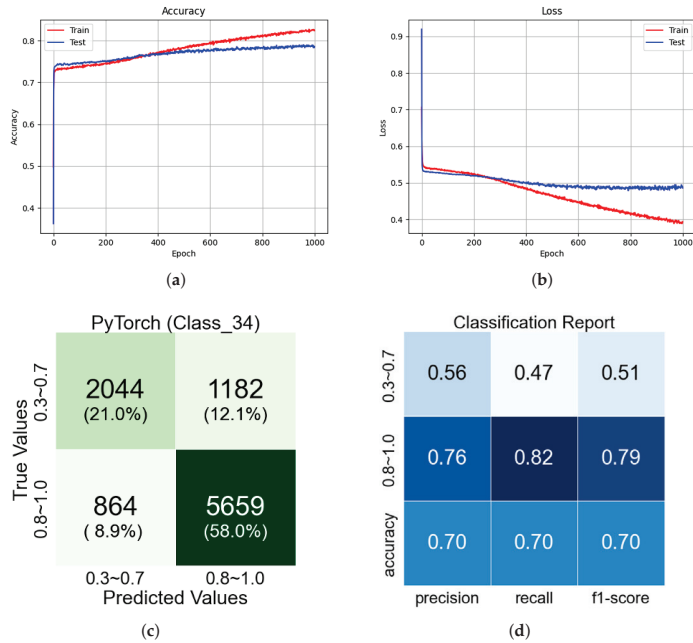 Accuracy
Train
Test
0.8
0.7
0.6
0.5
0.4
Accuracy
0
200
400
600
800
1000
Epoch
(a)
Loss
Train
Test
0.9
0.8
0.7
0.6
0.5
0.4
Loss
0
200
400
600
800
1000
Epoch
(b)
PyTorch (Class_34)
True Values
0.3~0.7
2044
(21.0%)
1182
(12.1%)
0.8~1.0
864
( 8.9%)
5659
(58.0%)
0.3~0.7
0.8~1.0
Predicted Values
(c)
Classification Report
0.3~0.7
0.56
0.47
0.51
0.8~1.0
0.76
0.82
0.79
accuracy
0.70
0.70
0.70
precision
recall
f1-score
(d)